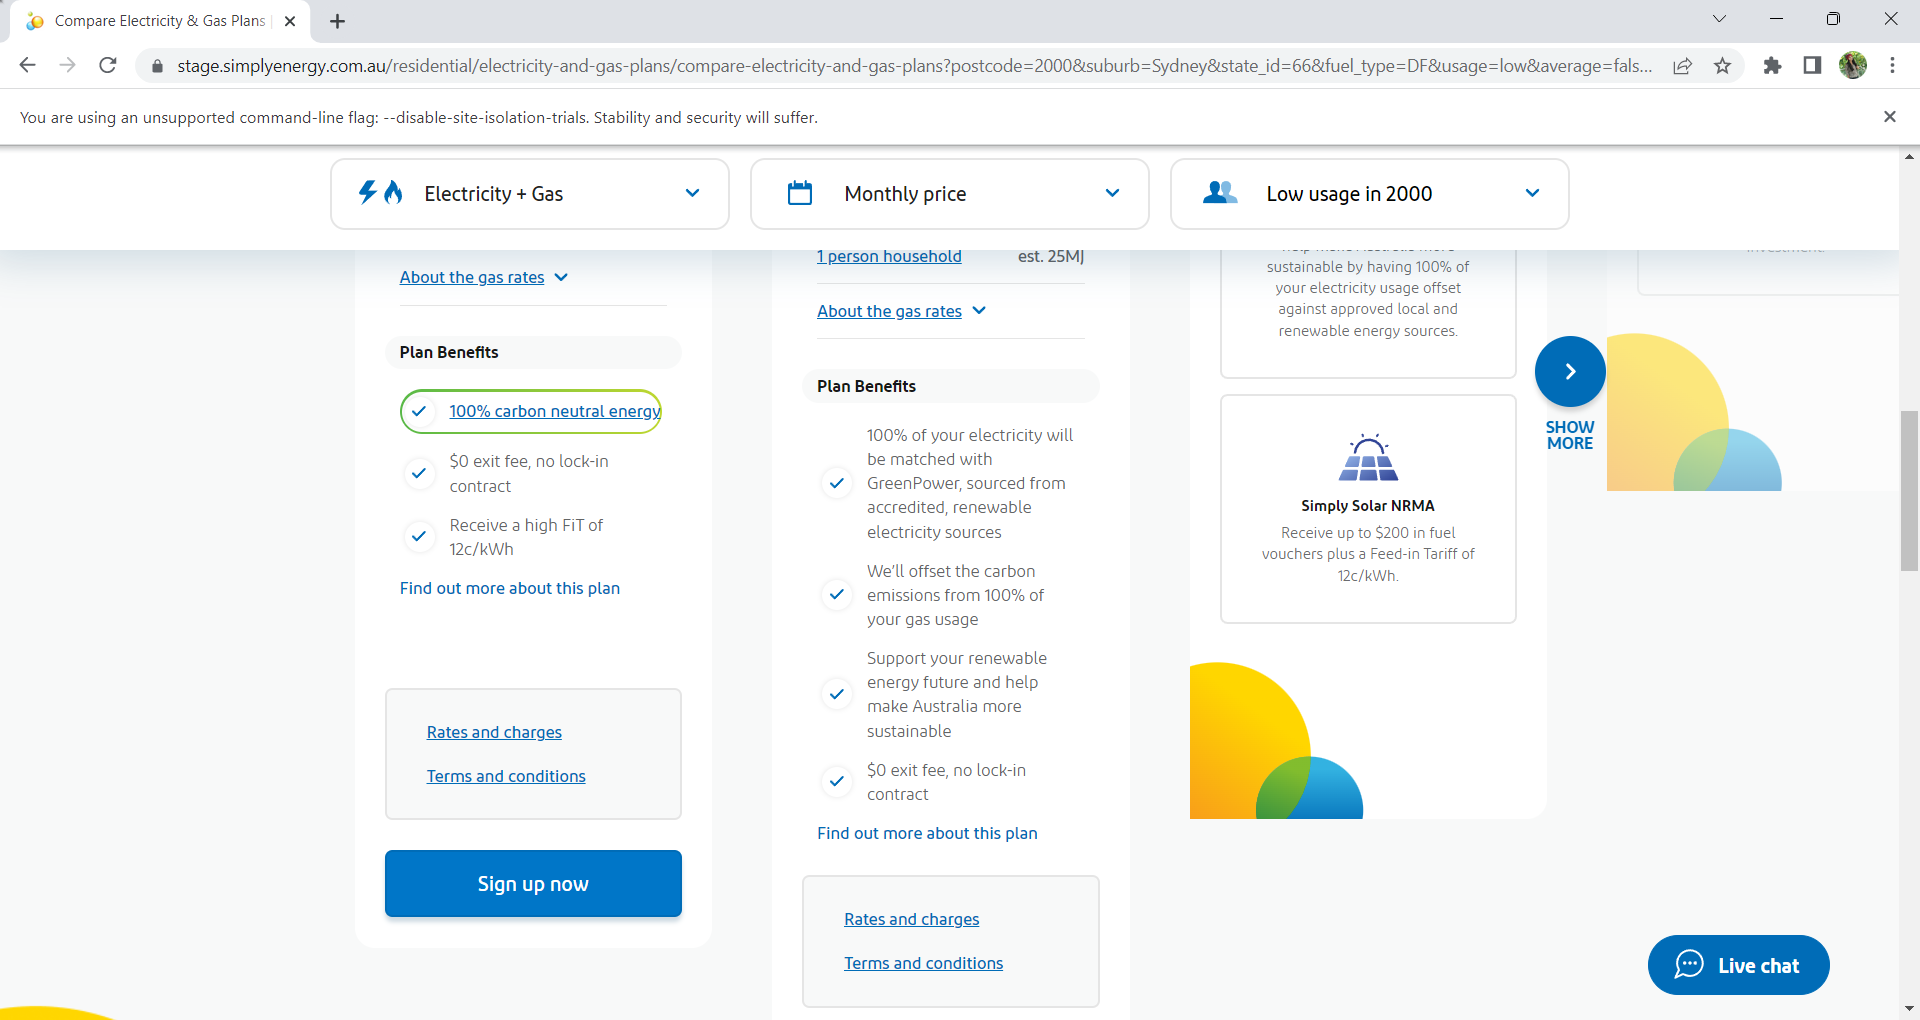 Compare Electricity & Gas Plans |
stage.simplyenergy.com.au/residential/electricity-and-gas-plans/compare-electricity-and-gas-plans?postcode=2000&suburb=Sydney&state_id=66&fuel_type=DF&usage=low&average=fals...
You are using an unsupported command-line flag: --disable-site-isolation-trials. Stability and security will suffer.
Electricity + Gas
Monthly price
Low usage in 2000
About the gas rates
Plan Benefits
100% carbon neutral energy
$0 exit fee, no lock-in
contract
Receive a high FiT of
12c/kWh
Find out more about this plan
Rates and charges
Terms and conditions
Sign up now
1 person household est. 25MJ
About the gas rates
Plan Benefits
100% of your electricity will
be matched with
GreenPower, sourced from
accredited, renewable
electricity sources
We'll offset the carbon
emissions from 100% of
your gas usage
Support your renewable
energy future and help
make Australia more
sustainable
$0 exit fee, no lock-in
contract
Find out more about this plan
Rates and charges
Terms and conditions
sustainable by having 100% of
your electricity usage offset
against approved local and
renewable energy sources.
Simply Solar NRMA
Receive up to $200 in fuel
vouchers plus a Feed-in Tariff of
12c/kWh.
SHOW
MORE
Live chat